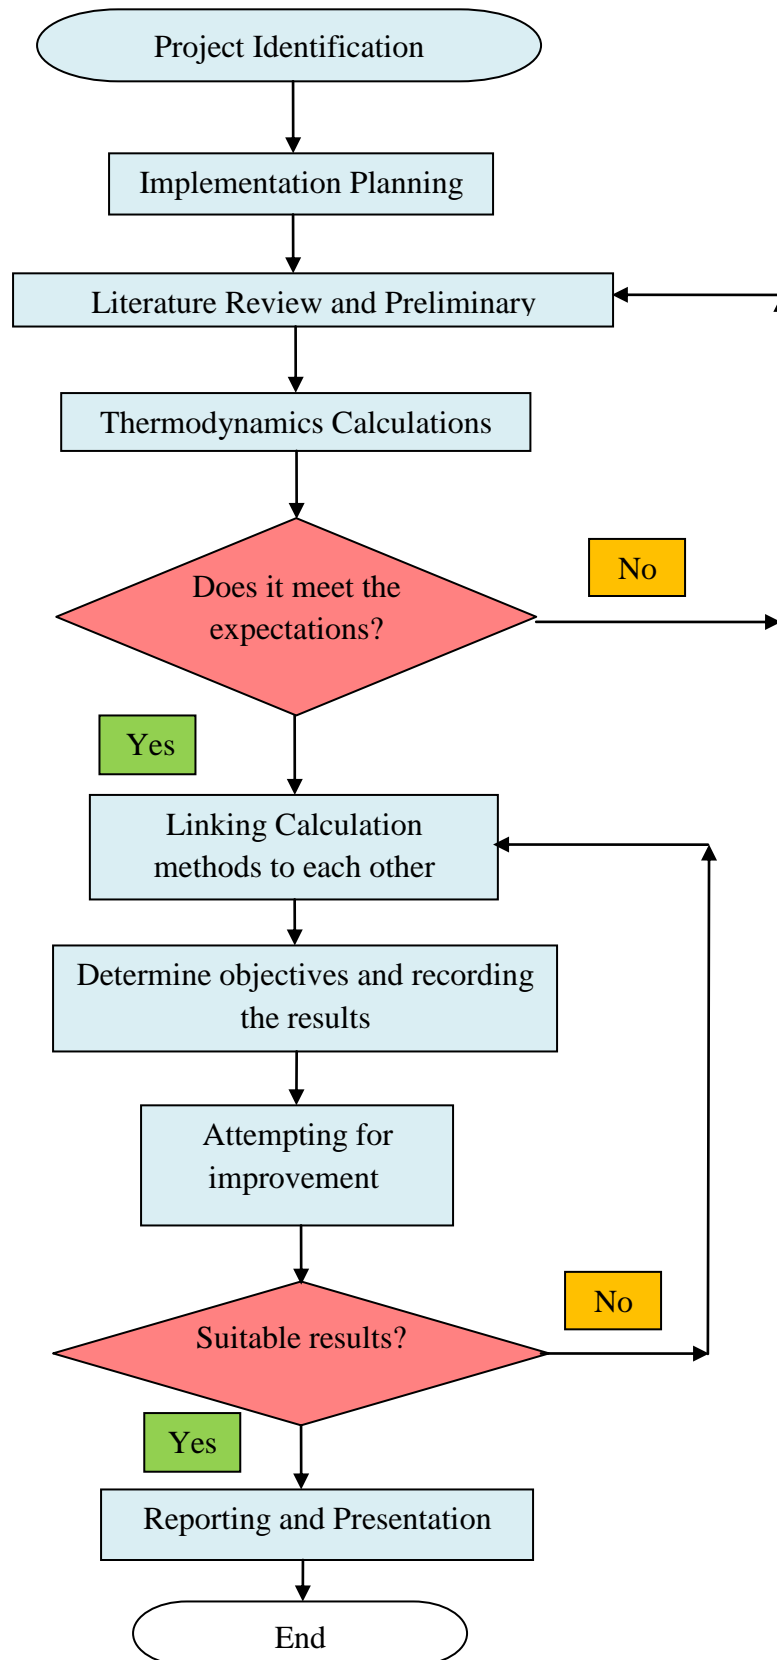 Project Identification
Implementation Planning
Literature Review and Preliminary
Thermodynamics Calculations
Does it meet the
expectations?
No
Yes
Linking Calculation
methods to each other
Determine objectives and recording
the results
Attempting for
improvement
Suitable results?
No
Yes
Reporting and Presentation
End